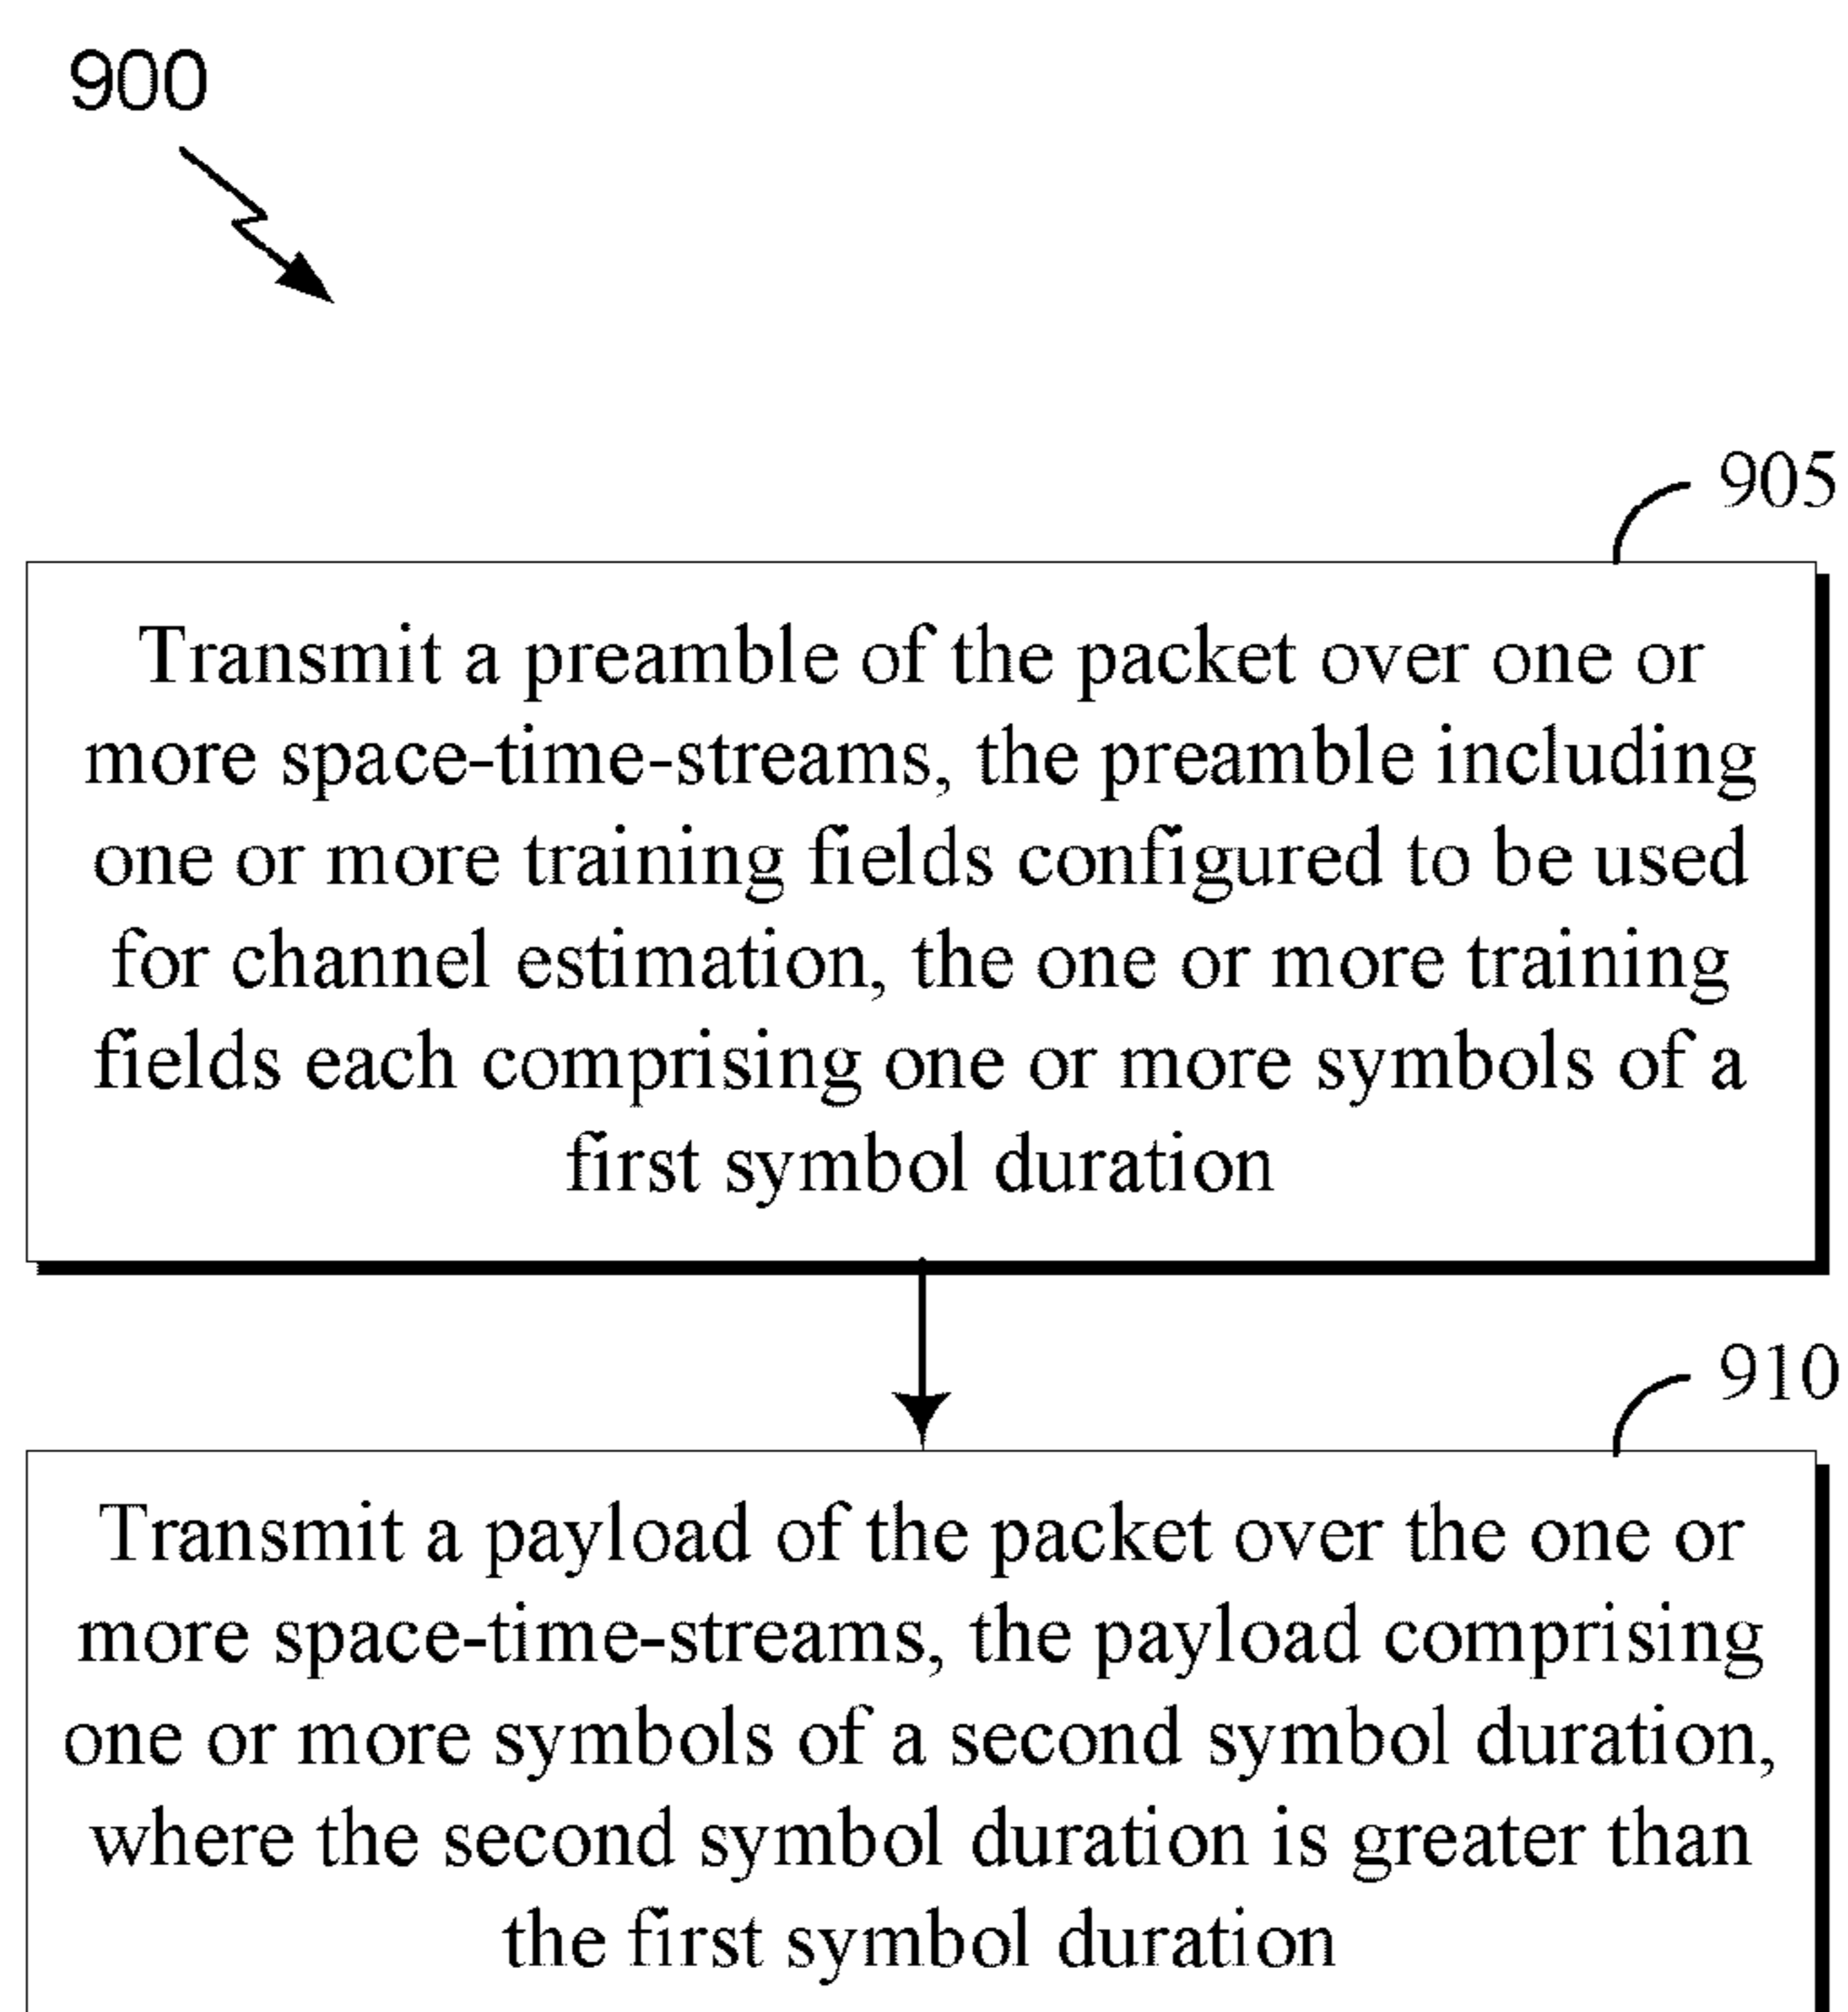 900
905
Transmit a preamble of the packet over one or
more space-time-streams, the preamble including
one or more training fields configured to be used
for channel estimation, the one or more training
fields each comprising one or more symbols of a
first symbol duration
910
Transmit a payload of the packet over the one or
more space-time-streams, the payload comprising
one or more symbols of a second symbol duration,
where the second symbol duration is greater than
the first symbol duration